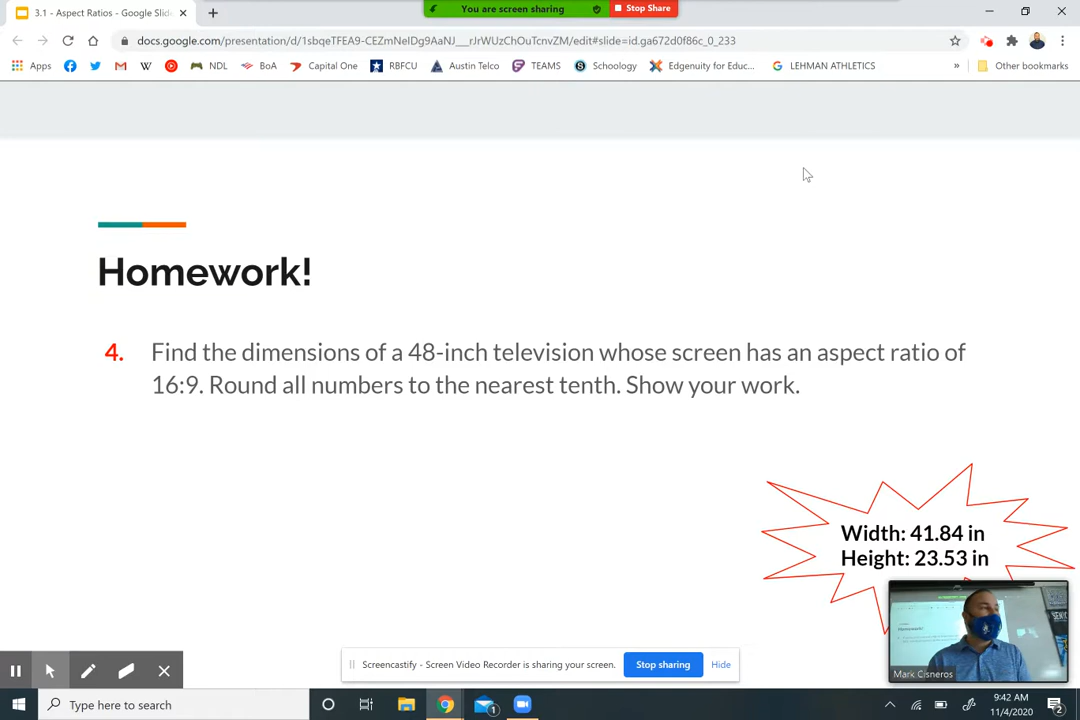 You are screen sharing
Stop Share
3.1 - Aspect Ratios - Google Slid
docs.google.com/presentation/d/1sbqeTFEA9-CEZmNeIDg9AaNJ__rJrWUzChOuTcnvZM/edit#slide=id.ga672d0f86c_0_233
Apps
NDL
BoA
Capital One
RBFCU
Austin Telco
TEAMS
Schoology
Edgenuity for Educ...
LEHMAN ATHLETICS
»
Other bookmarks
Homework!
4. Find the dimensions of a 48-inch television whose screen has an aspect ratio of
16:9. Round all numbers to the nearest tenth. Show your work.
Width: 41.84 in
Height: 23.53 in
Mark Cisneros
Screencastify - Screen Video Recorder is sharing your screen.
Stop sharing
Hide
Type here to search
1
9:42 AM
11/4/2020
2